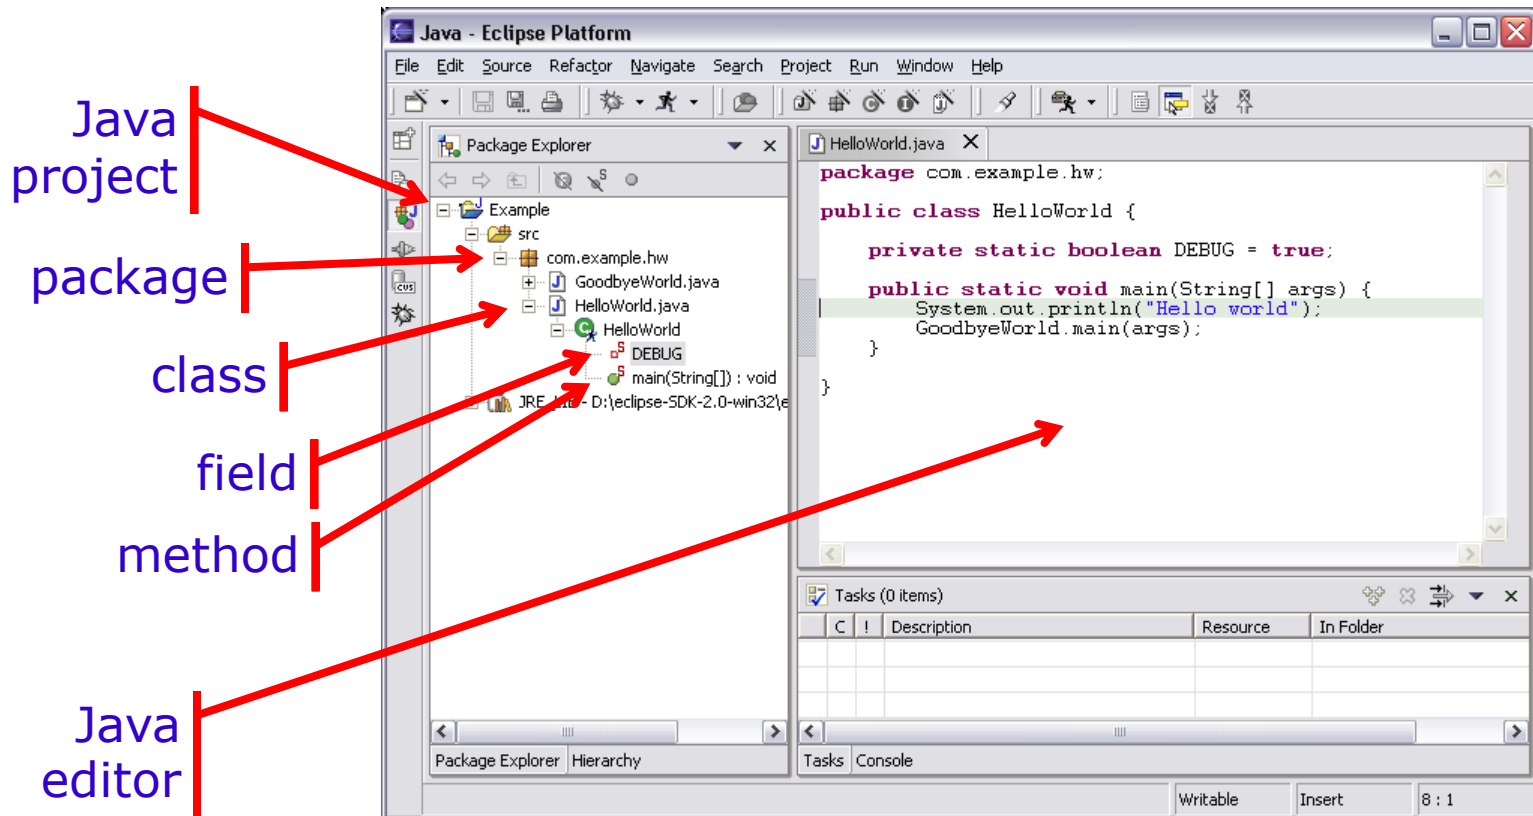 Java
project
package
class
field
method
Java
editor
Java - Eclipse Platform
File Edit Source Refactor Navigate Search Project Run Window Help
Package Explorer
Example
src
com.example.hw
GoodbyeWorld.java
HelloWorld.java
HelloWorld
DEBUG
main(String[]) : void
JRE_LIB - D:\eclipse-SDK-2.0-win32\e
Package Explorer Hierarchy
HelloWorld.java
package com.example.hw;
public class HelloWorld {
private static boolean DEBUG = true;
public static void main(String[] args) {
System.out.println("Hello world");
GoodbyeWorld.main(args);
}
}
Tasks (0 items)
C ! Description Resource In Folder
Tasks Console
Writable Insert 8 : 1